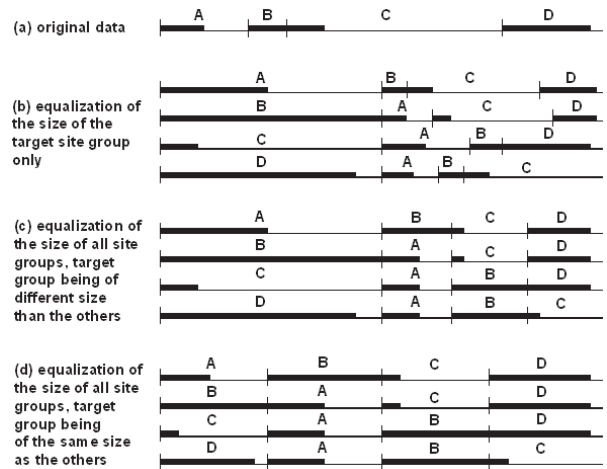 A B C D
(a) original data
A B C D
(b) equalization of
the size of the
target site group
only
B A C D
C A B D
D A B C
(c) equalization of
the size of all site
groups, target
group being of
different size
than the others
A B C D
B A C D
C A B D
D A B C
(d) equalization of
the size of all site
groups, target
group being
of the same size
as the others
A B C D
B A C D
C A B D
D A B C